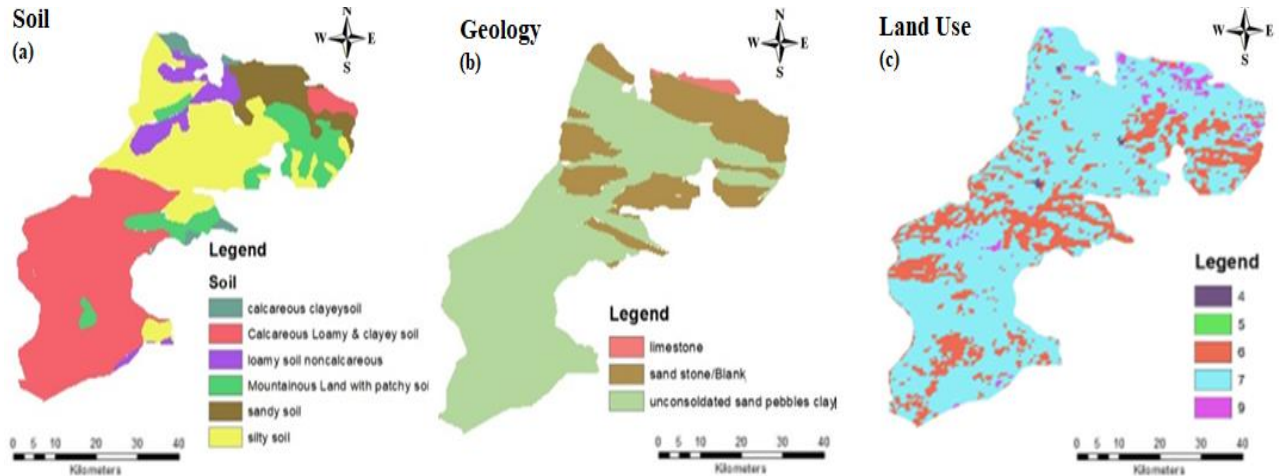 Soil
(a)
N
W E
S
Legend
Soil
calcareous clayeysoil
Calcareous Loamy & clayey soil
loamy soil noncalcareous
Mountainous Land with patchy soi
sandy soil
silty soil
0 5 10 20 30 40
Kilometers
Geology
(b)
N
W E
S
Legend
limestone
sand stone/Blank
unconsoldated sand pebbles clay
0 5 10 20 30 40
Kilometers
Land Use
(c)
N
W E
S
Legend
4
5
6
7
9
0 5 10 20 30 40
Kilometers